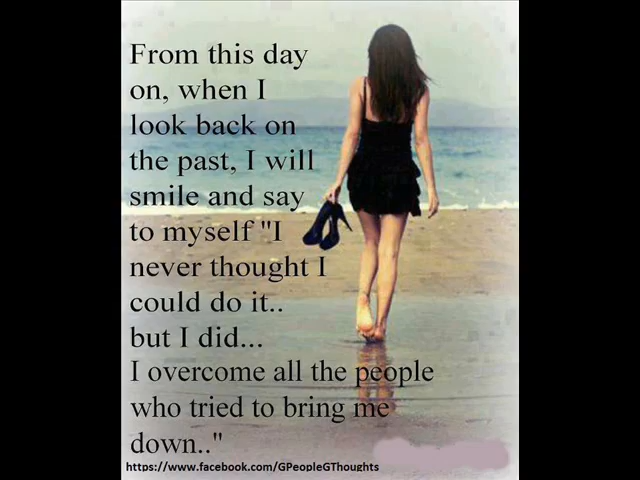 From this day
on, when I
look back on
the past, I will
smile and say
to myself "I
never thought I
could do it..
but I did...
I overcome all the people
who tried to bring me
down.."
https://www.facebook.com/GPeopleGThoughts